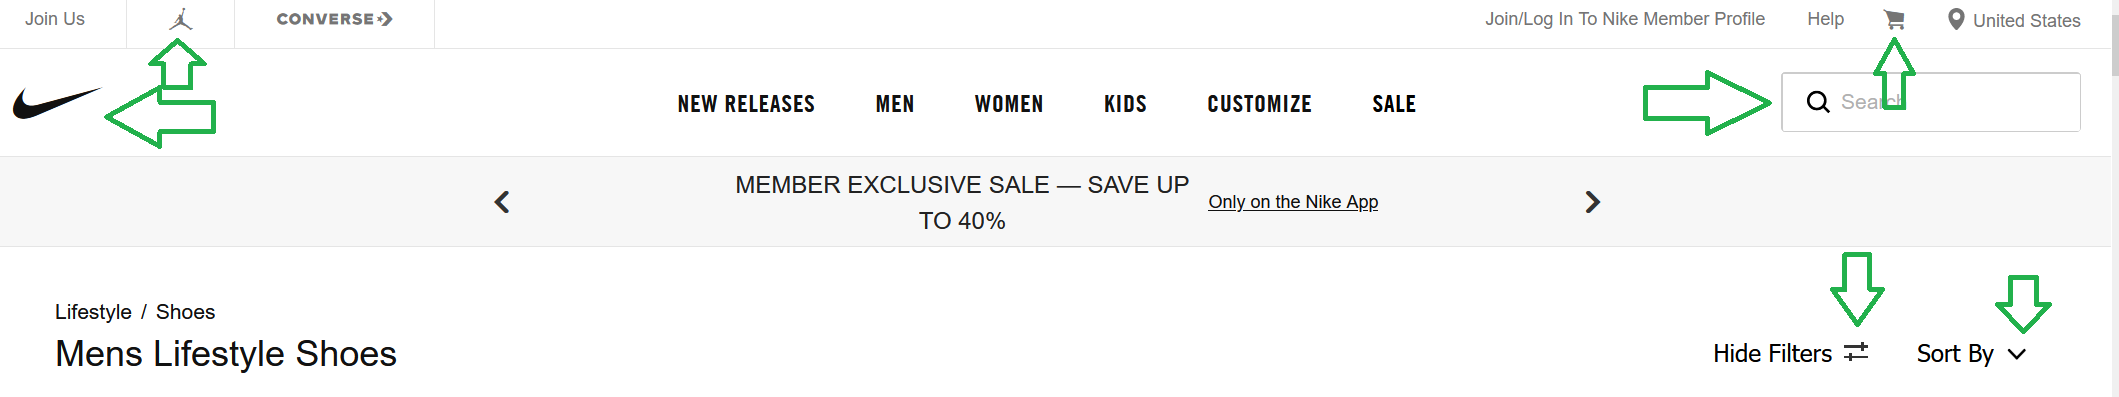 Join Us
CONVERSE
Join/Log In To Nike Member Profile
Help
United States
NEW RELEASES
MEN
WOMEN
KIDS
CUSTOMIZE
SALE
Search
MEMBER EXCLUSIVE SALE — SAVE UP
TO 40%
Only on the Nike App
Lifestyle / Shoes
Mens Lifestyle Shoes
Hide Filters
Sort By